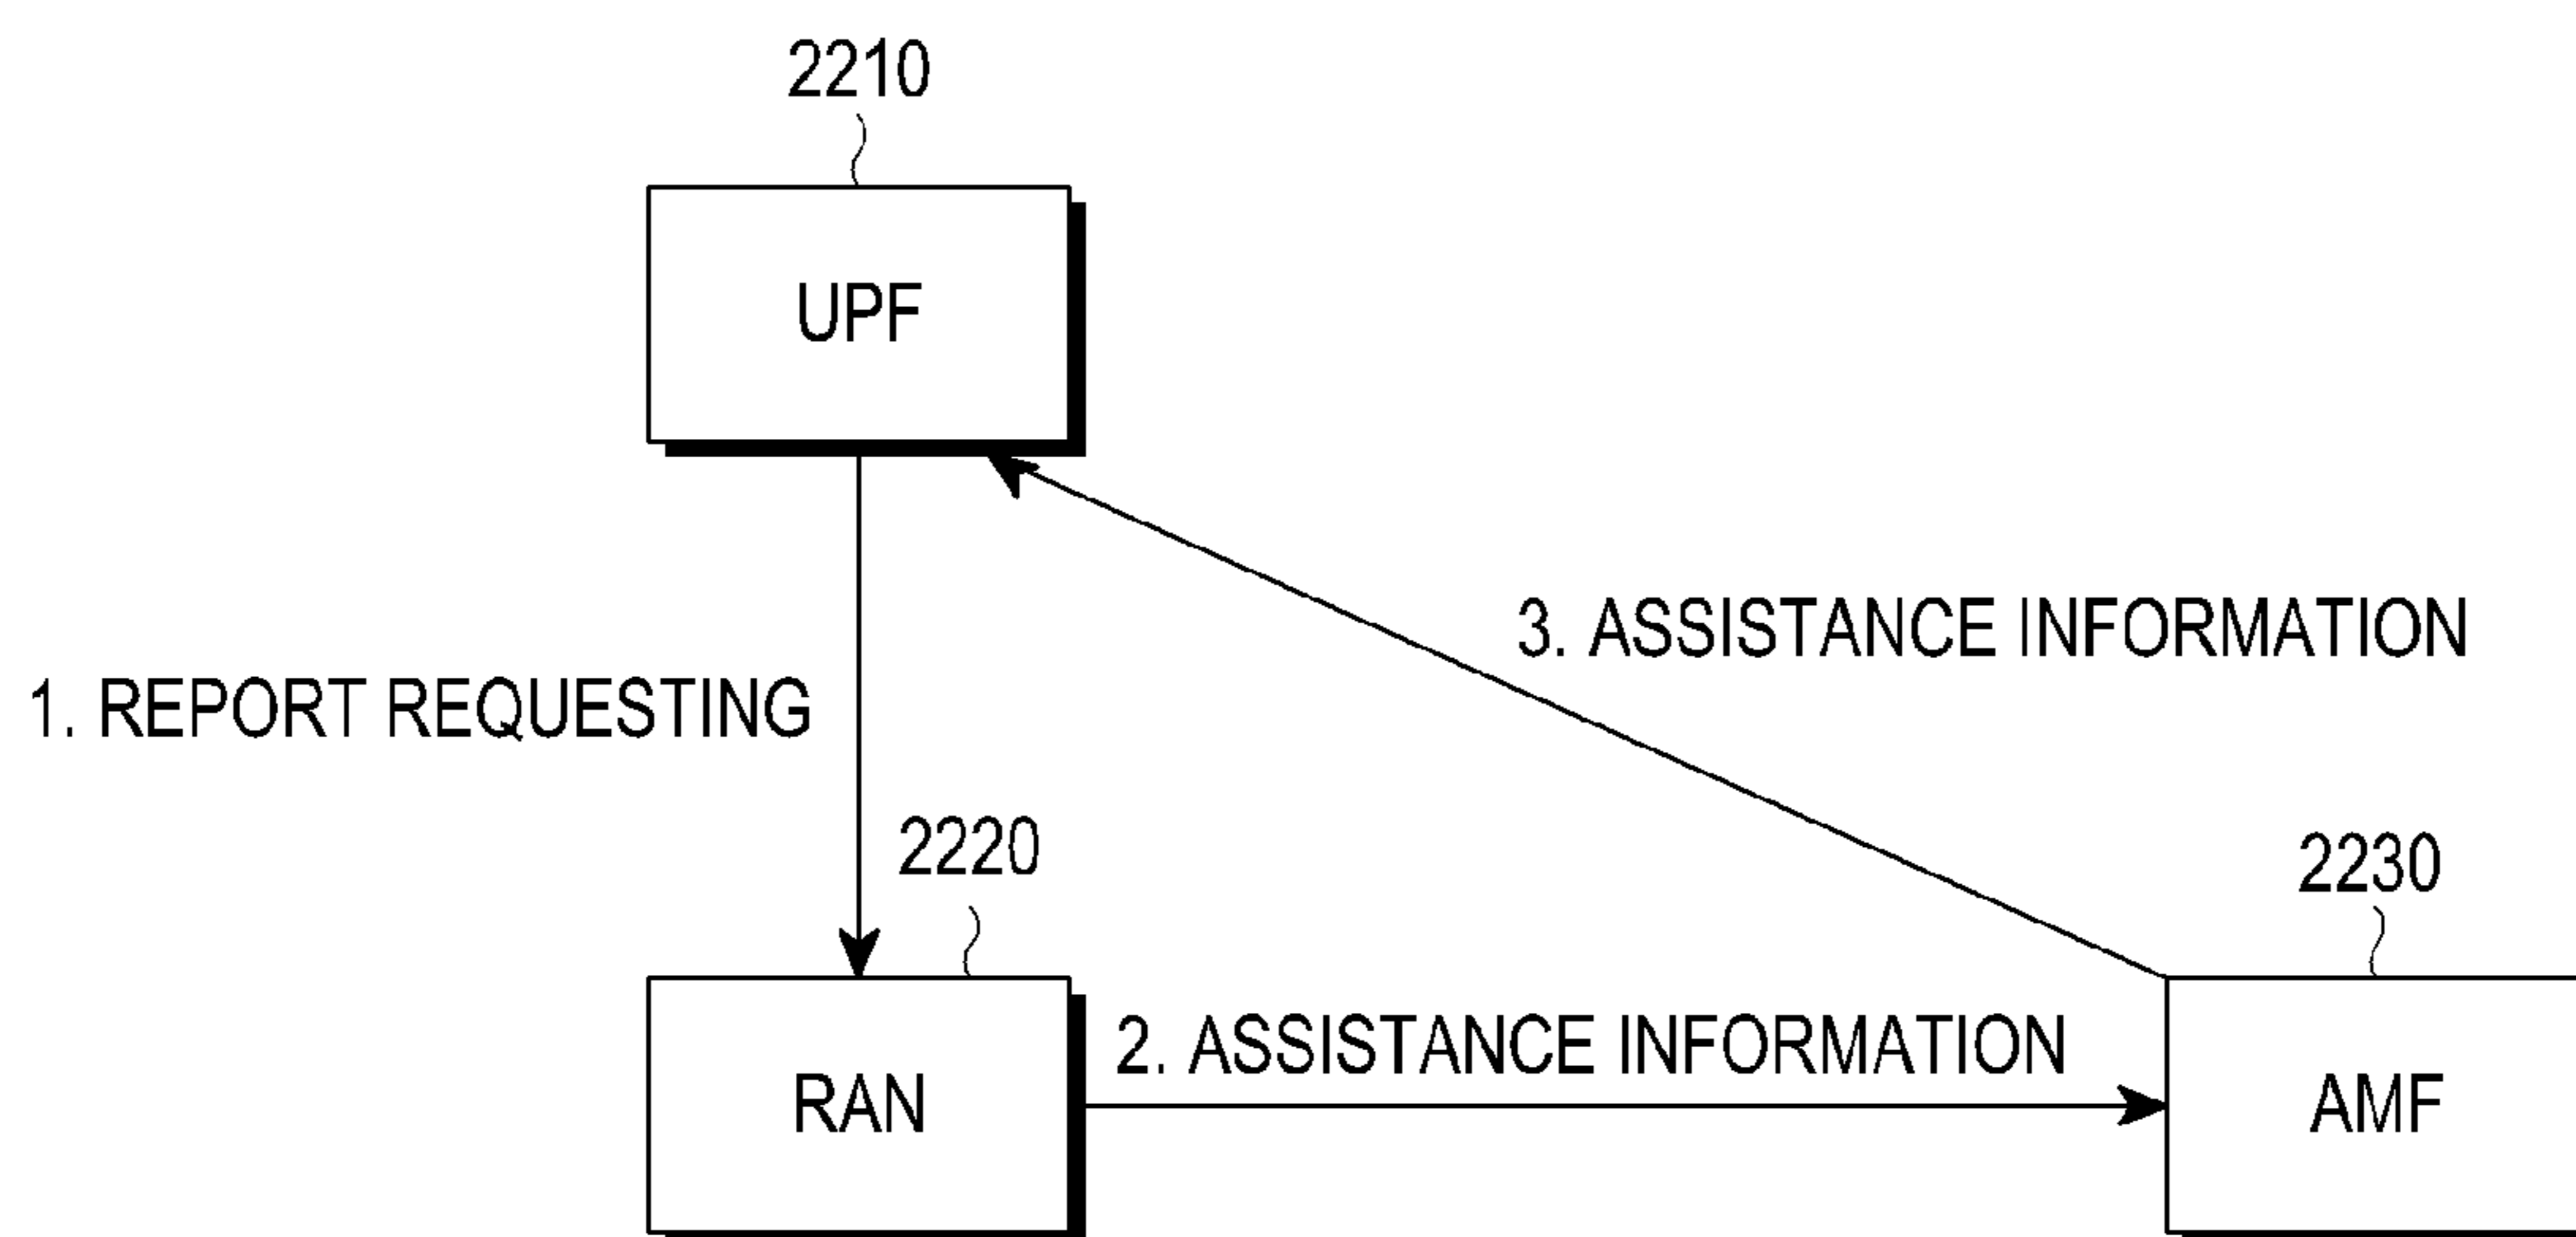 2210
UPF
3. ASSISTANCE INFORMATION
1. REPORT REQUESTING
2220
2230
2. ASSISTANCE INFORMATION
RAN
AMF